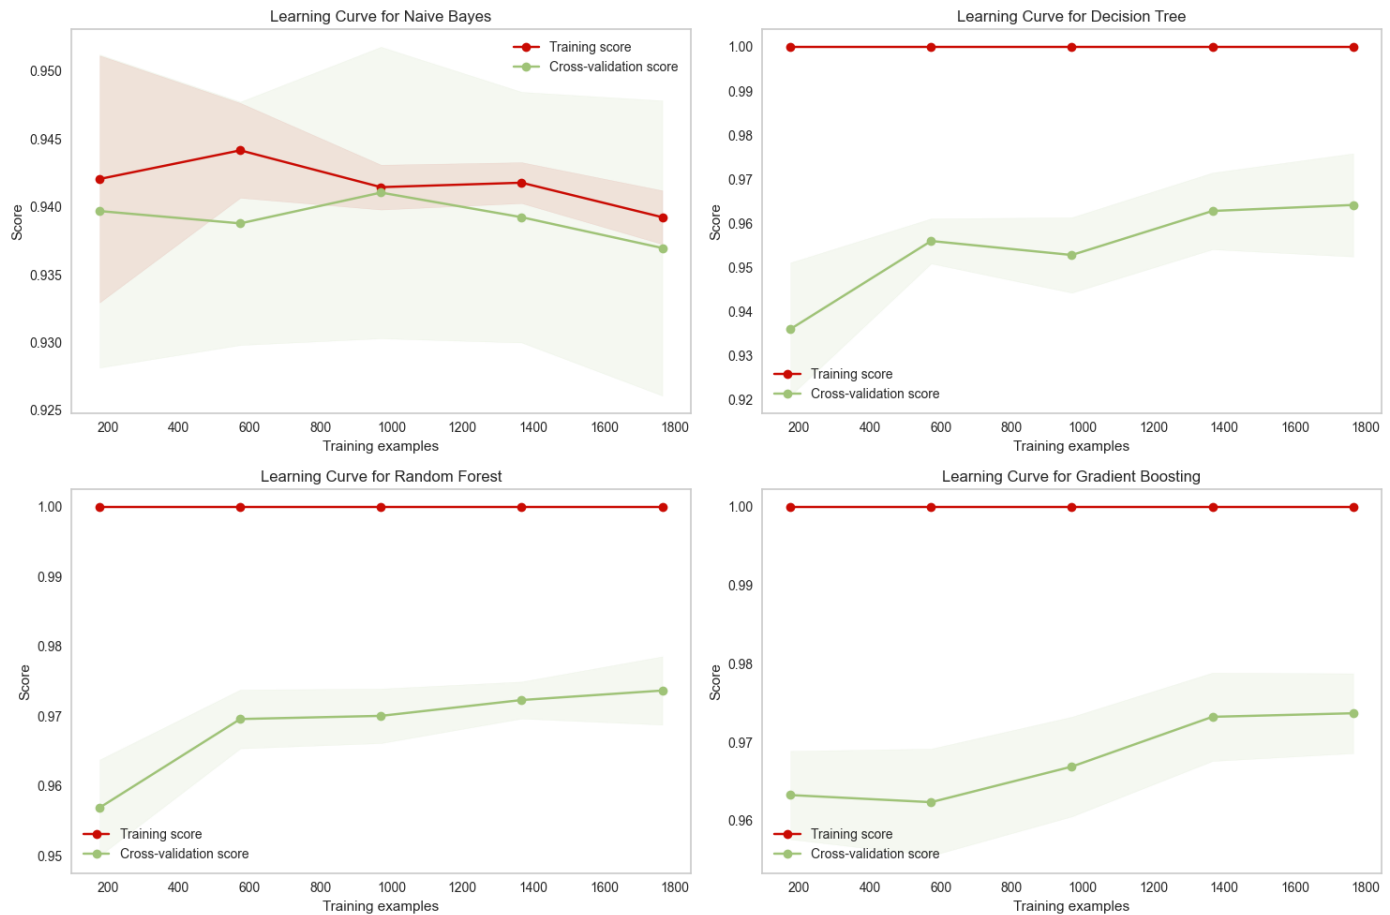 Learning Curve for Naive Bayes
Training score
Cross-validation score
0.950
0.945
0.940
0.935
0.930
0.925
Score
200 400 600 800 1000 1200 1400 1600 1800
Training examples
Learning Curve for Decision Tree
1.00
0.99
0.98
0.97
0.96
0.95
0.94
0.93
0.92
Score
Training score
Cross-validation score
200 400 600 800 1000 1200 1400 1600 1800
Training examples
Learning Curve for Random Forest
1.00
0.99
0.98
0.97
0.96
0.95
Score
Training score
Cross-validation score
200 400 600 800 1000 1200 1400 1600 1800
Training examples
Learning Curve for Gradient Boosting
1.00
0.99
0.98
0.97
0.96
Score
Training score
Cross-validation score
200 400 600 800 1000 1200 1400 1600 1800
Training examples